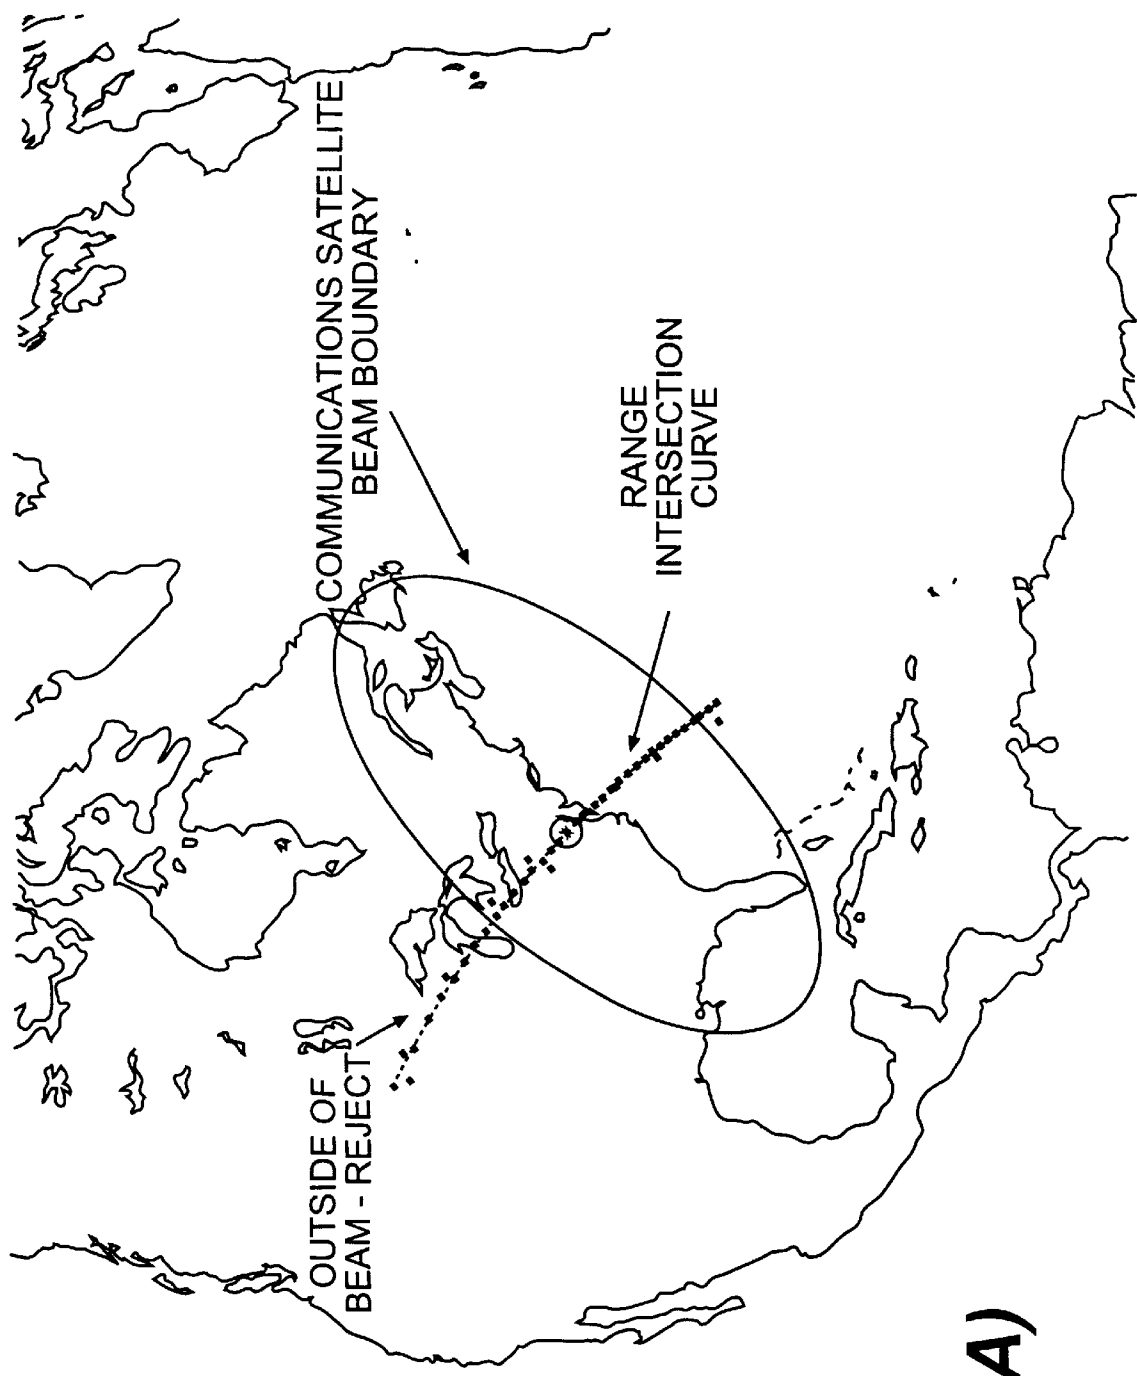 COMMUNICATIONS SATELLITE
BEAM BOUNDARY
RANGE
INTERSECTION
CURVE
OUTSIDE OF
BEAM - REJECT
A)